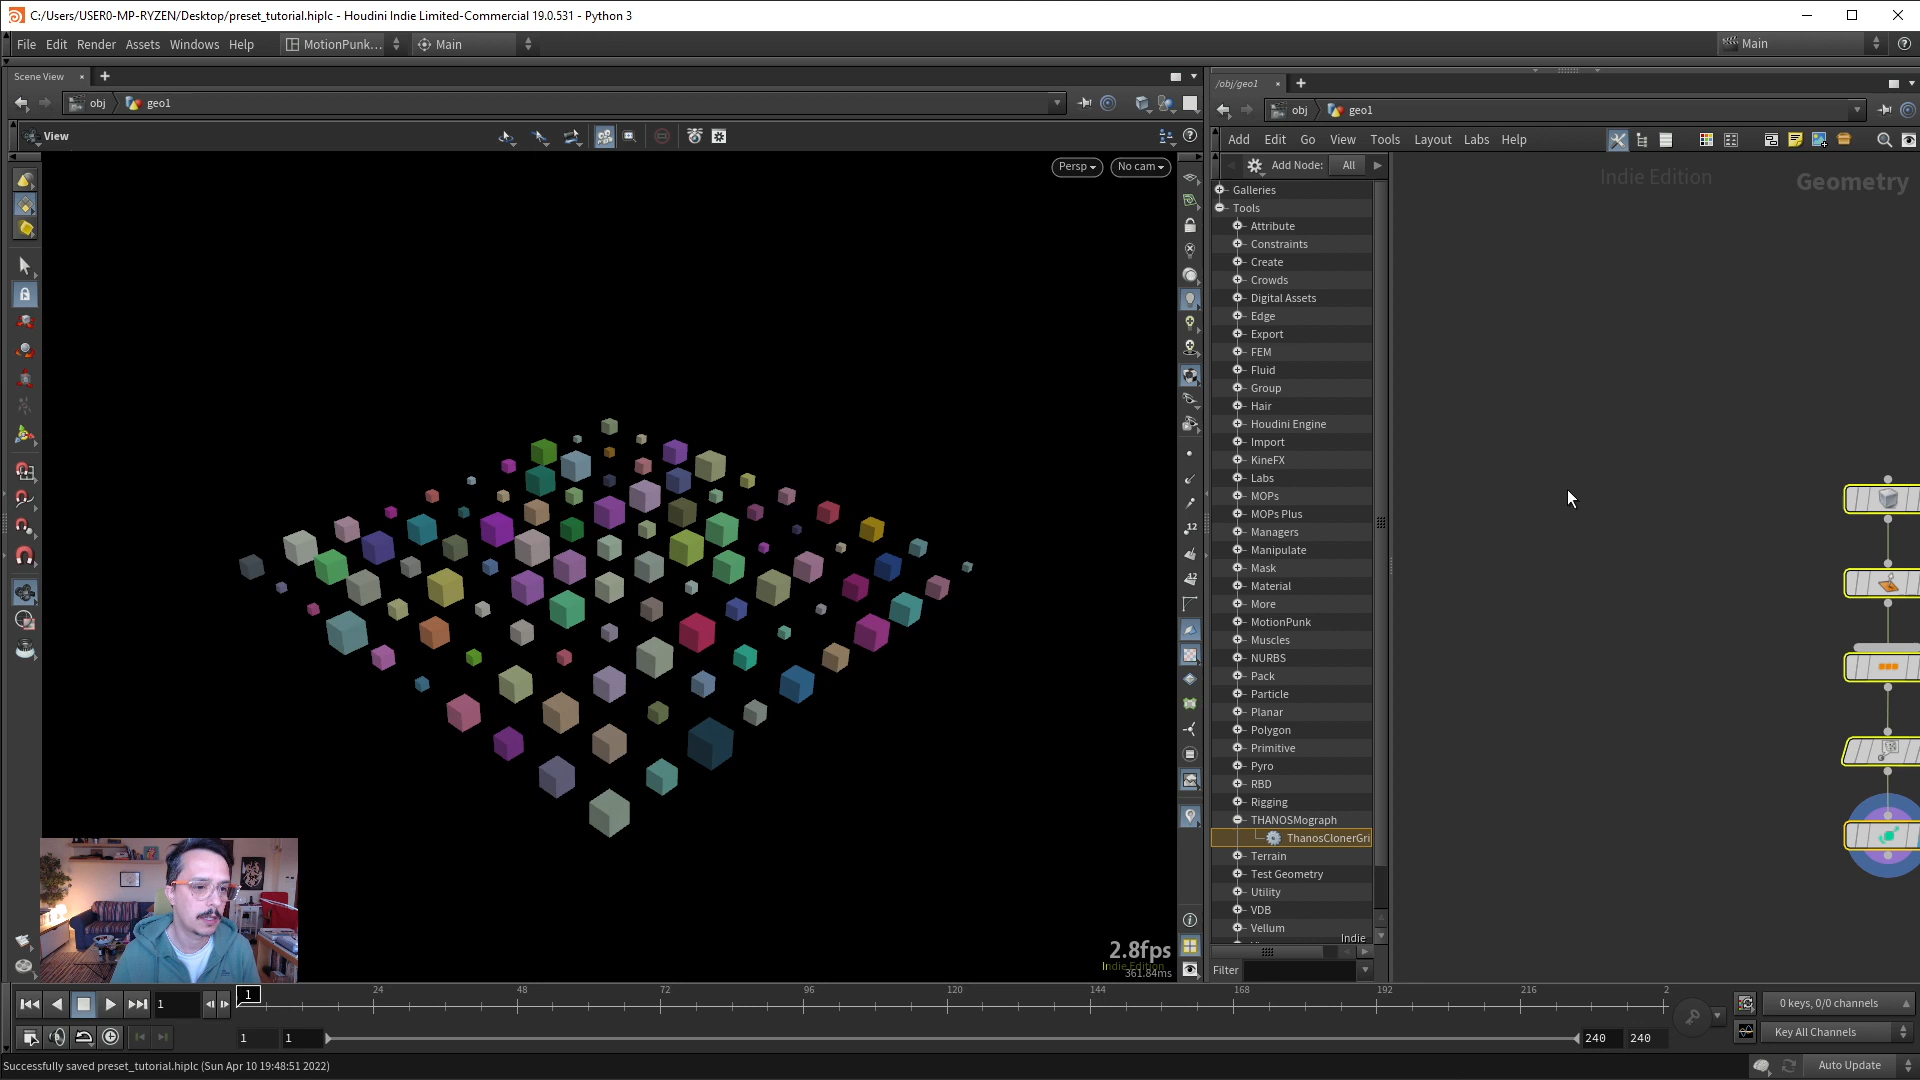 C:/Users/USER0-MP-RYZEN/Desktop/preset_tutorial.hiplc - Houdini Indie Limited-Commercial 19.0.531 - Python 3
File Edit Render Assets Windows Help MotionPunk... Main Main
Scene View
/obj/geo1
obj geo1
obj geo1
View
Add Edit Go View Tools Layout Labs Help
Persp No cam
Add Node: All
Indie Edition
Geometry
Galleries
Tools
Attribute
Constraints
Create
Crowds
Digital Assets
Edge
Export
FEM
Fluid
Group
Hair
Houdini Engine
Import
KineFX
Labs
MOPs
MOPs Plus
Managers
Manipulate
Mask
Material
More
MotionPunk
Muscles
NURBS
Pack
Particle
Planar
Polygon
Primitive
Pyro
RBD
Rigging
THANOSMograph
ThanosClonerGri
Terrain
Test Geometry
Utility
VDB
Vellum
Indie
Filter
12
12
2.8fps
Indie Edition
361.84ms
1 1 24 48 72 96 120 144 168 192 216 2
0 keys, 0/0 channels
1 1 240 240
Key All Channels
Successfully saved preset_tutorial.hiplc (Sun Apr 10 19:48:51 2022)
Auto Update